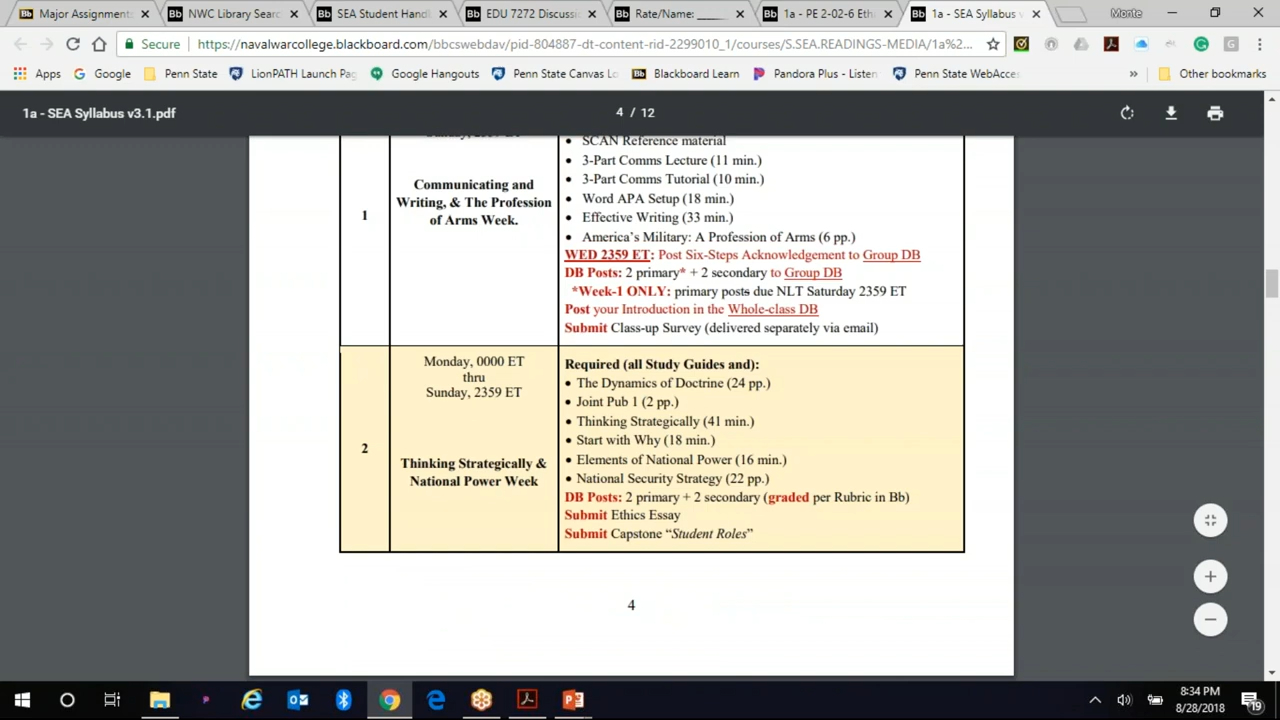 Major Assignments
NWC Library Searc
SEA Student Handl
EDU 7272 Discussi
Rate/Name: _____
1a - PE 2-02-6 Eth
1a - SEA Syllabus v
Monte
Secure
https://navalwarcollege.blackboard.com/bbcswebdav/pid-804887-dt-content-rid-2299010_1/courses/S.SEA.READINGS-MEDIA/1a%2...
Apps
Google
Penn State
LionPATH Launch Pag
Google Hangouts
Penn State Canvas Lo
Blackboard Learn
Pandora Plus - Listen
Penn State WebAcces
»
Other bookmarks
1a - SEA Syllabus v3.1.pdf
4 / 12
Sunday, 2359 ET
1
Communicating and
Writing, & The Profession
of Arms Week.
• SCAN Reference material
• 3-Part Comms Lecture (11 min.)
• 3-Part Comms Tutorial (10 min.)
• Word APA Setup (18 min.)
• Effective Writing (33 min.)
• America's Military: A Profession of Arms (6 pp.)
WED 2359 ET: Post Six-Steps Acknowledgement to Group DB
DB Posts: 2 primary* + 2 secondary to Group DB
*Week-1 ONLY: primary posts due NLT Saturday 2359 ET
Post your Introduction in the Whole-class DB
Submit Class-up Survey (delivered separately via email)
2
Monday, 0000 ET
thru
Sunday, 2359 ET
Thinking Strategically &
National Power Week
Required (all Study Guides and):
• The Dynamics of Doctrine (24 pp.)
• Joint Pub 1 (2 pp.)
• Thinking Strategically (41 min.)
• Start with Why (18 min.)
• Elements of National Power (16 min.)
• National Security Strategy (22 pp.)
DB Posts: 2 primary + 2 secondary (graded per Rubric in Bb)
Submit Ethics Essay
Submit Capstone "Student Roles"
4
8:34 PM
8/28/2018
19